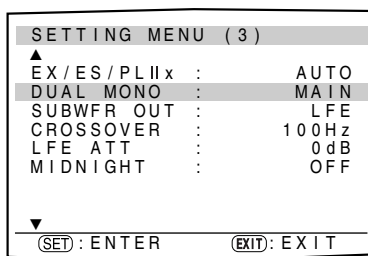 SETTING MENU (3)
▲
EX/ES/PLⅡx : AUTO
DUAL MONO : MAIN
SUBWFR OUT : LFE
CROSSOVER : 100Hz
LFE ATT : 0dB
MIDNIGHT : OFF
▼
SET : ENTER EXIT : EXIT